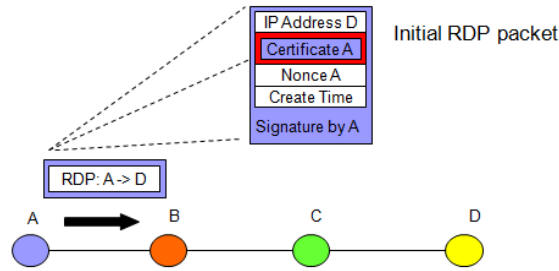 IP Address D
Initial RDP packet
Certificate A
Nonce A
Create Time
Signature by A
RDP: A -> D
A
B
C
D